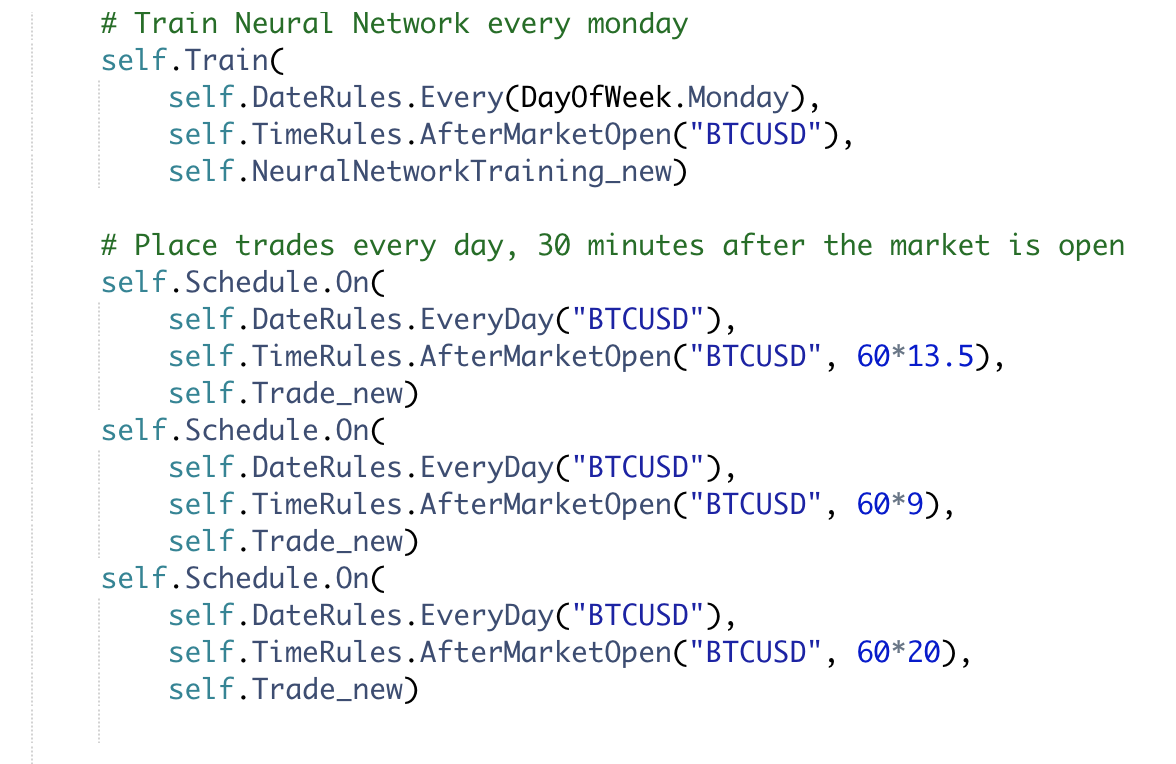 # Train Neural Network every monday
self.Train(
    self.DateRules.Every(DayOfWeek.Monday),
    self.TimeRules.AfterMarketOpen("BTCUSD"),
    self.NeuralNetworkTraining_new)
# Place trades every day, 30 minutes after the market is open
self.Schedule.On(
    self.DateRules.EveryDay("BTCUSD"),
    self.TimeRules.AfterMarketOpen("BTCUSD", 60*13.5),
    self.Trade_new)
self.Schedule.On(
    self.DateRules.EveryDay("BTCUSD"),
    self.TimeRules.AfterMarketOpen("BTCUSD", 60*9),
    self.Trade_new)
self.Schedule.On(
    self.DateRules.EveryDay("BTCUSD"),
    self.TimeRules.AfterMarketOpen("BTCUSD", 60*20),
    self.Trade_new)